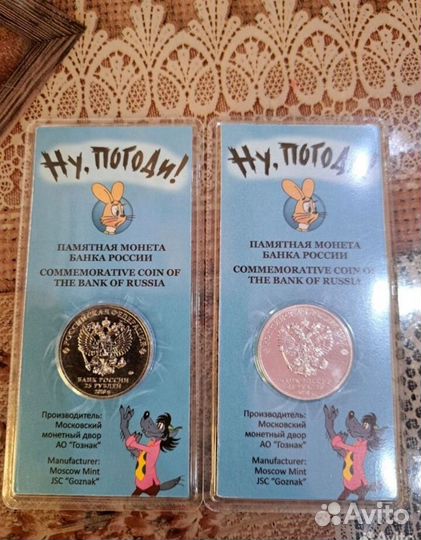 Ну, погоди!
ПАМЯТНАЯ МОНЕТА
БАНКА РОССИИ
COMMEMORATIVE COIN OF
THE BANK OF RUSSIA
РОССИЙСКАЯ ФЕДЕРАЦИЯ
БАНК РОССИИ
25 РУБЛЕЙ
Производитель:
Московский
монетный двор
АО "Гознак"
Manufacturer:
Moscow Mint
JSC "Goznak"
Ну, погоди!
ПАМЯТНАЯ МОНЕТА
БАНКА РОССИИ
COMMEMORATIVE COIN OF
THE BANK OF RUSSIA
Производитель:
Московский
монетный двор
АО "Гознак"
Manufacturer:
Moscow Mint
JSC "Goznak"
Avito